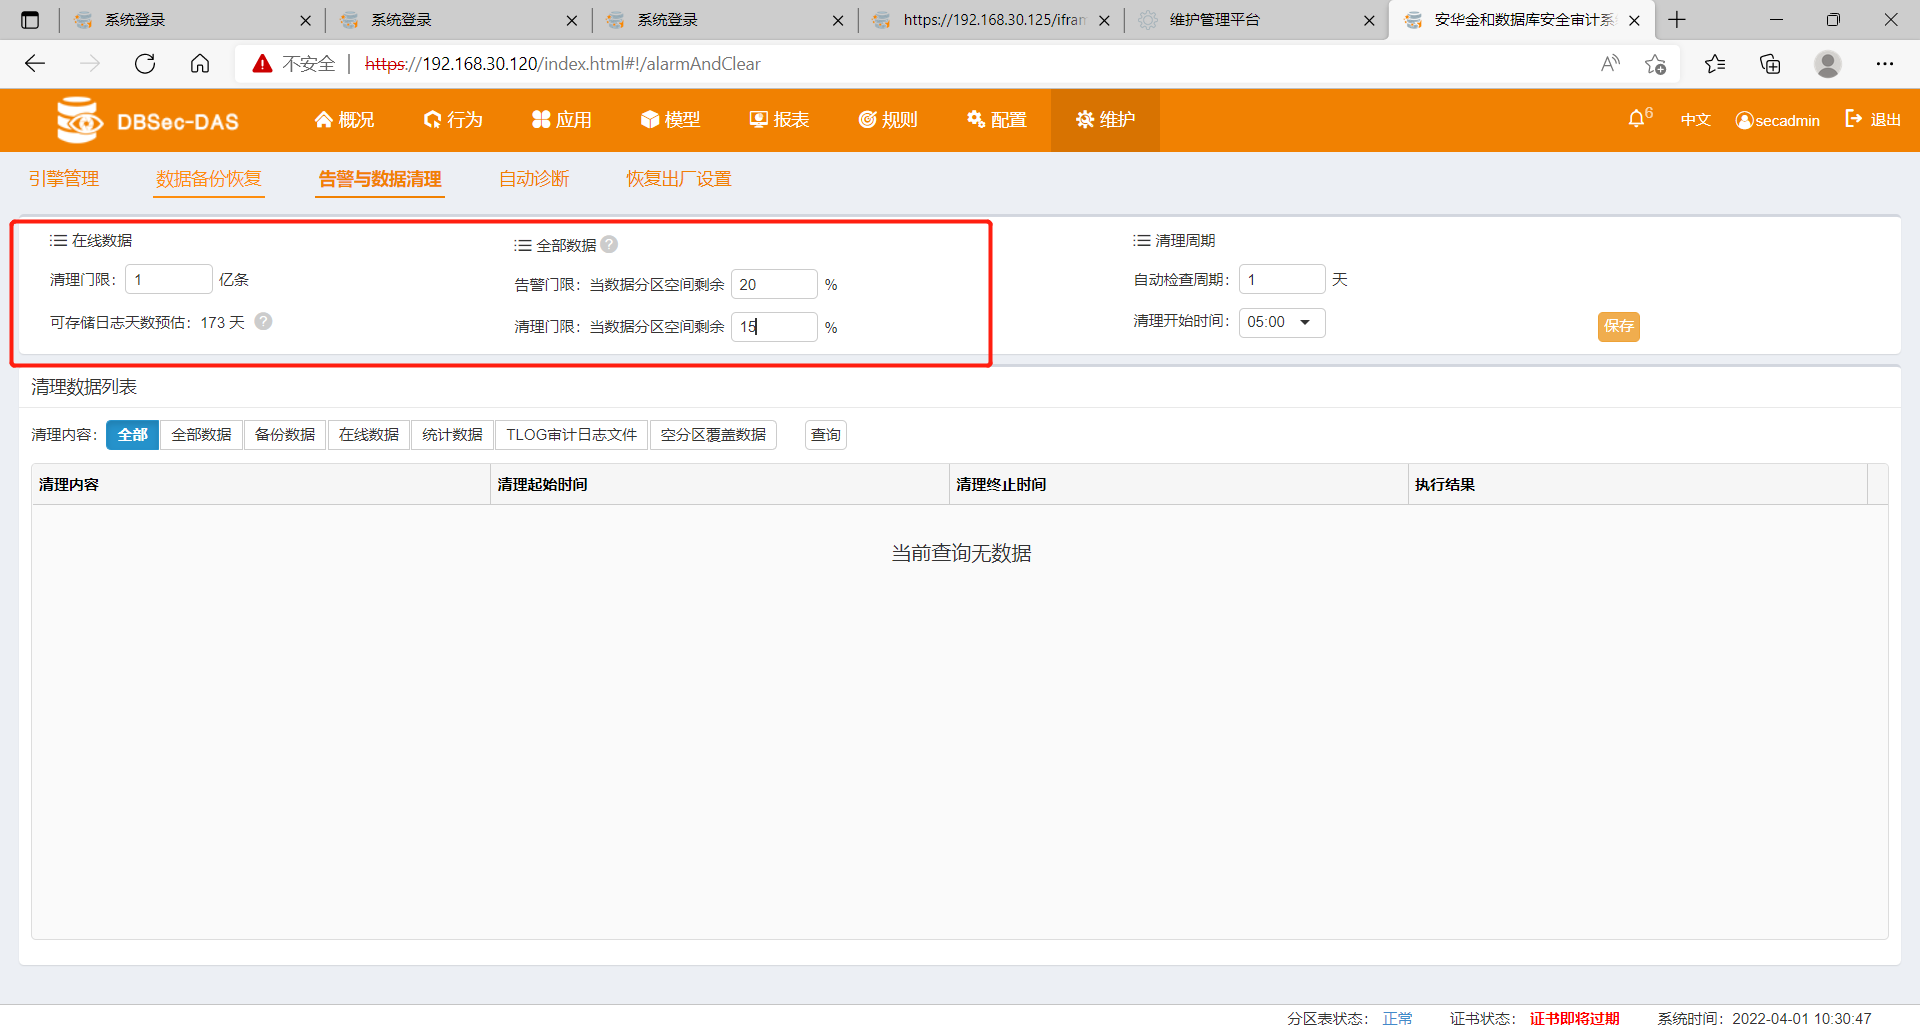 系统登录
系统登录
系统登录
https://192.168.30.125/ifram
维护管理平台
安华金和数据库安全审计系
不安全 https://192.168.30.120/index.html#!/alarmAndClear
DBSec-DAS
概况
行为
应用
模型
报表
规则
配置
维护
6
中文
secadmin
退出
引擎管理
数据备份恢复
告警与数据清理
自动诊断
恢复出厂设置
在线数据
清理门限： 1 亿条
可存储日志天数预估：173 天 ?
全部数据 ?
告警门限：当数据分区空间剩余 20 %
清理门限：当数据分区空间剩余 15 %
清理周期
自动检查周期： 1 天
清理开始时间： 05:00
保存
清理数据列表
清理内容： 全部 全部数据 备份数据 在线数据 统计数据 TLOG审计日志文件 空分区覆盖数据 查询
清理内容 清理起始时间 清理终止时间 执行结果
当前查询无数据
分区表状态： 正常 证书状态： 证书即将过期 系统时间：2022-04-01 10:30:47